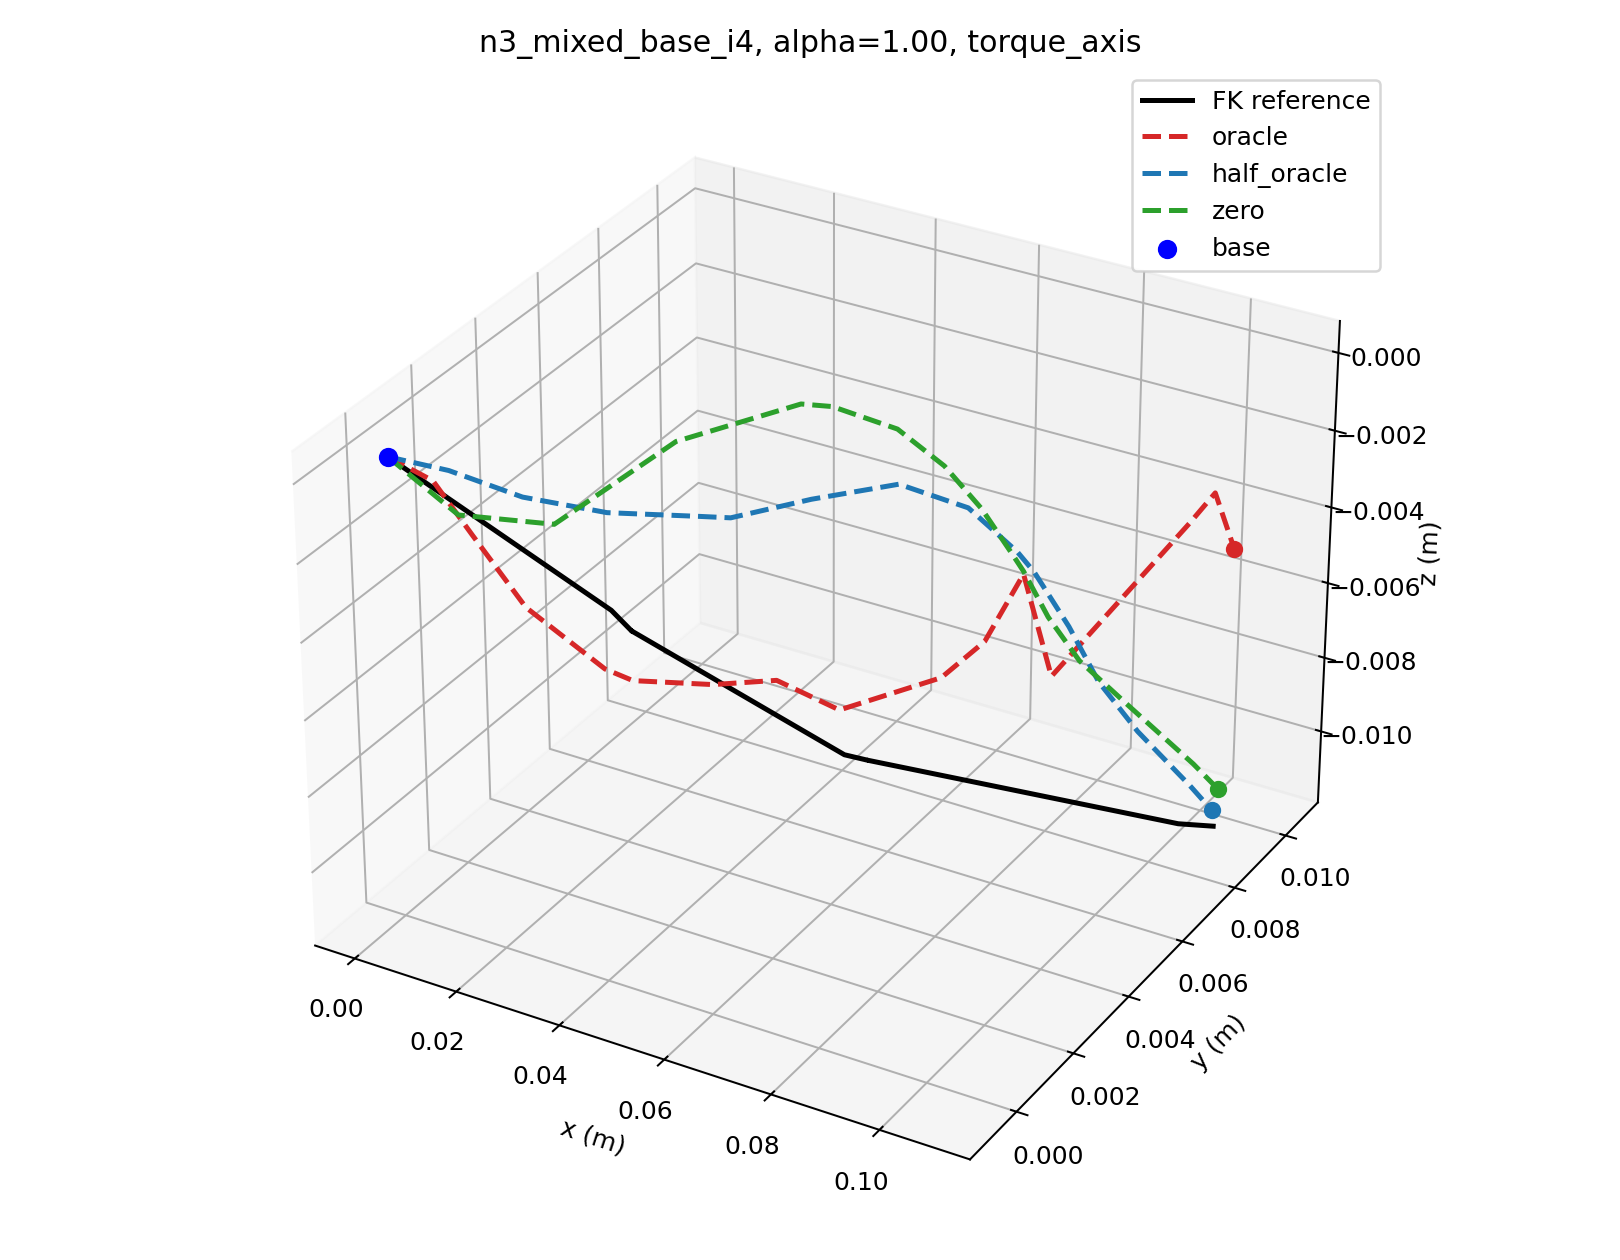 n3_mixed_base_i4, alpha=1.00, torque_axis
FK reference
oracle
half_oracle
zero
base
0.000
−0.002
−0.004
−0.006
−0.008
−0.010
z (m)
0.010
0.008
0.006
0.004
0.002
0.000
y (m)
0.00
0.02
0.04
0.06
0.08
0.10
x (m)